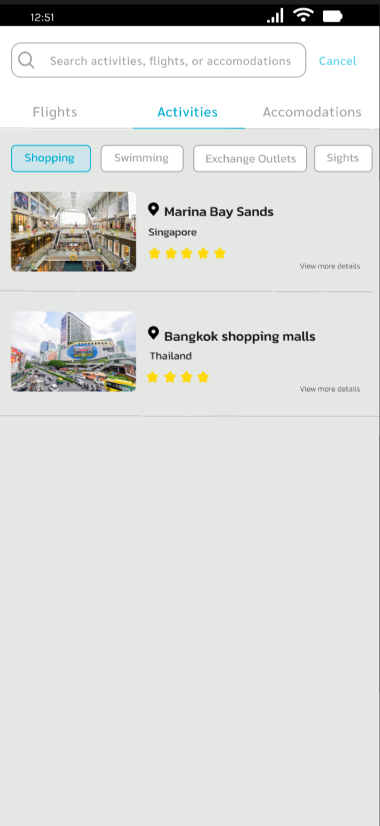 12:51
Search activities, flights, or accomodations
Cancel
Flights Activities Accomodations
Shopping Swimming Exchange Outlets Sights
Marina Bay Sands
Singapore
View more details
Bangkok shopping malls
Thailand
View more details